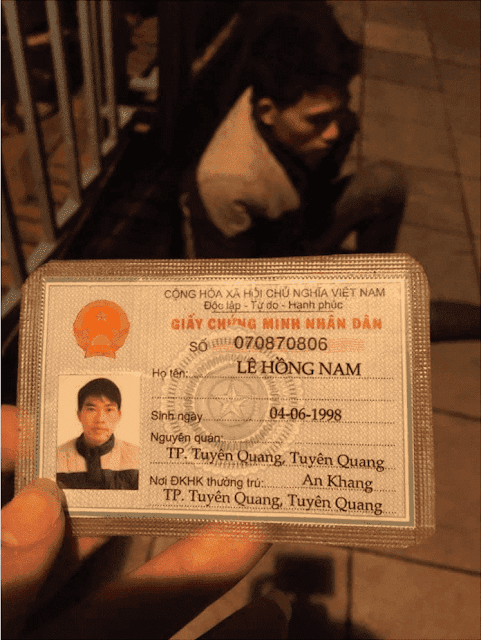 CỘNG HÒA XÃ HỘI CHỦ NGHĨA VIỆT NAM
Độc lập - Tự do - Hạnh phúc
GIẤY CHỨNG MINH NHÂN DÂN
SỐ 070870806
Họ tên: LÊ HỒNG NAM
Sinh ngày 04-06-1998
Nguyên quán:
TP. Tuyên Quang, Tuyên Quang
Nơi ĐKHK thường trú: An Khang
TP. Tuyên Quang, Tuyên Quang